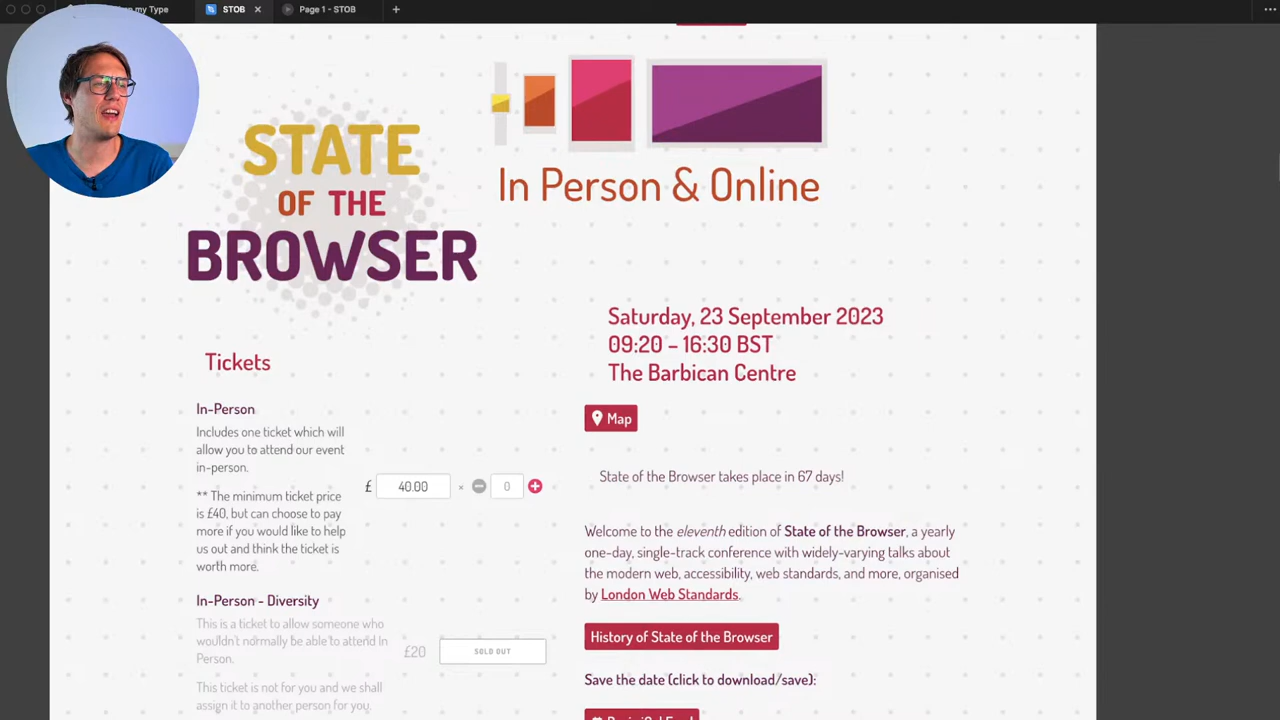 my Type
STOB
Page 1 - STOB
STATE
OF THE
BROWSER
In Person & Online
Saturday, 23 September 2023
09:20 – 16:30 BST
The Barbican Centre
Map
State of the Browser takes place in 67 days!
Welcome to the eleventh edition of State of the Browser, a yearly
one-day, single-track conference with widely-varying talks about
the modern web, accessibility, web standards, and more, organised
by London Web Standards.
History of State of the Browser
Save the date (click to download/save):
Tickets
In-Person
Includes one ticket which will
allow you to attend our event
in-person.
** The minimum ticket price
is £40, but can choose to pay
more if you would like to help
us out and think the ticket is
worth more.
£ 40.00 × 0
In-Person - Diversity
This is a ticket to allow someone who
wouldn't normally be able to attend In
Person.
This ticket is not for you and we shall
assign it to another person for you.
£20 SOLD OUT